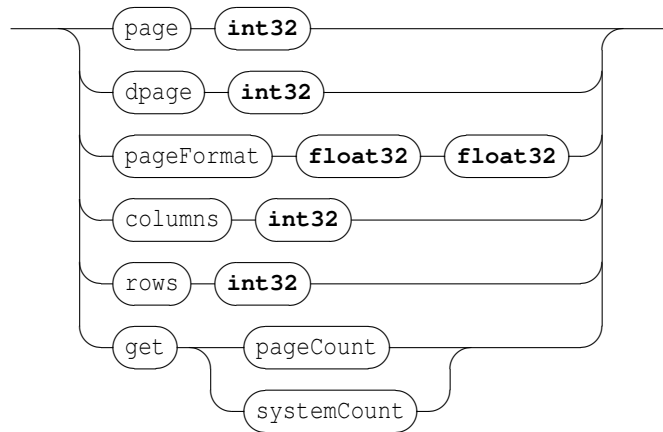 page int32
dpage int32
pageFormat float32 float32
columns int32
rows int32
get pageCount
systemCount